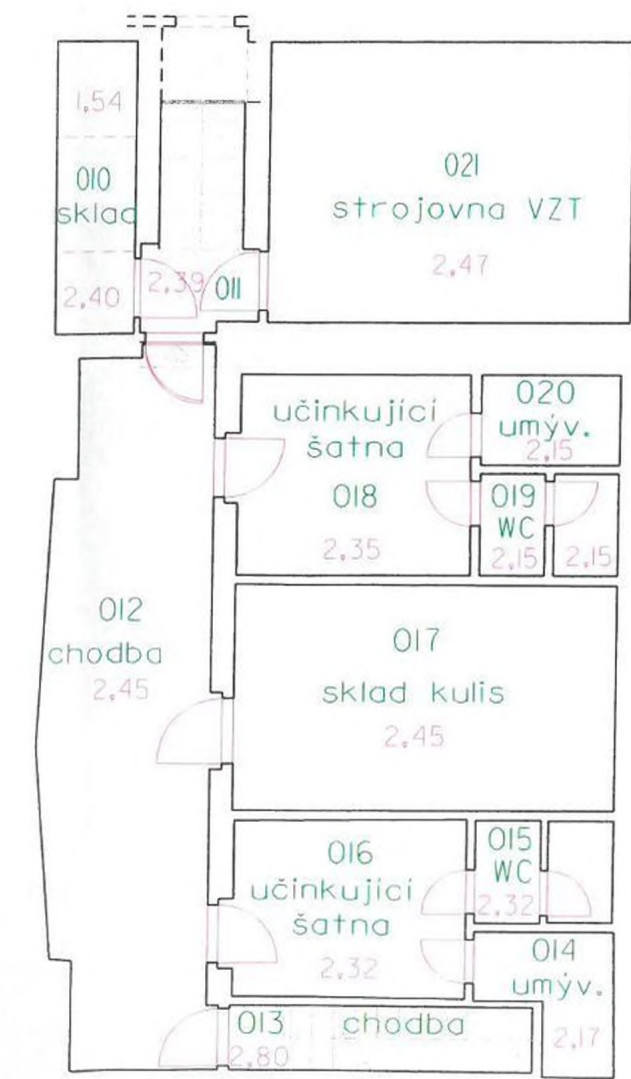 1,54
010
sklad
2,40
2,39
011
021
strojovna VZT
2,47
učinkující
šatna
018
2,35
020
umýv.
2,15
019
WC
2,15
2,15
012
chodba
2,45
017
sklad kulis
2,45
016
učinkující
šatna
2,32
015
WC
2,32
014
umýv.
2,17
013 chodba
2,80